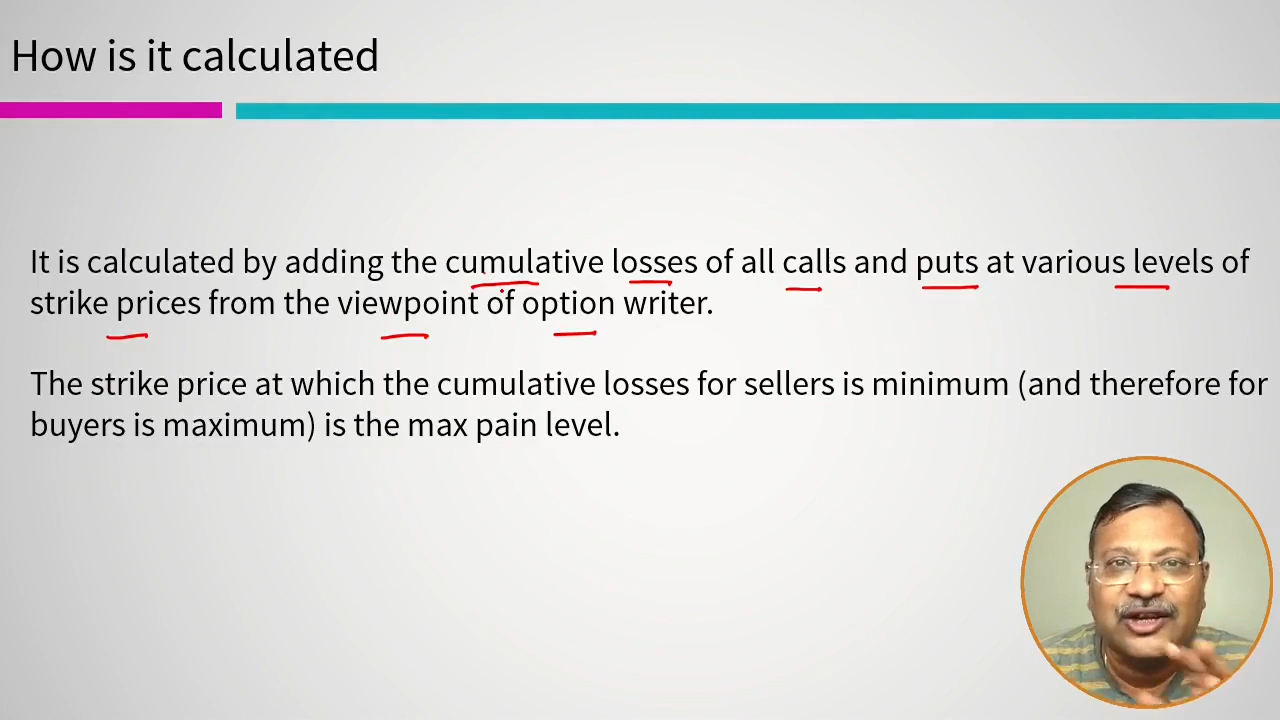 How is it calculated
It is calculated by adding the cumulative losses of all calls and puts at various levels of
strike prices from the viewpoint of option writer.
The strike price at which the cumulative losses for sellers is minimum (and therefore for
buyers is maximum) is the max pain level.